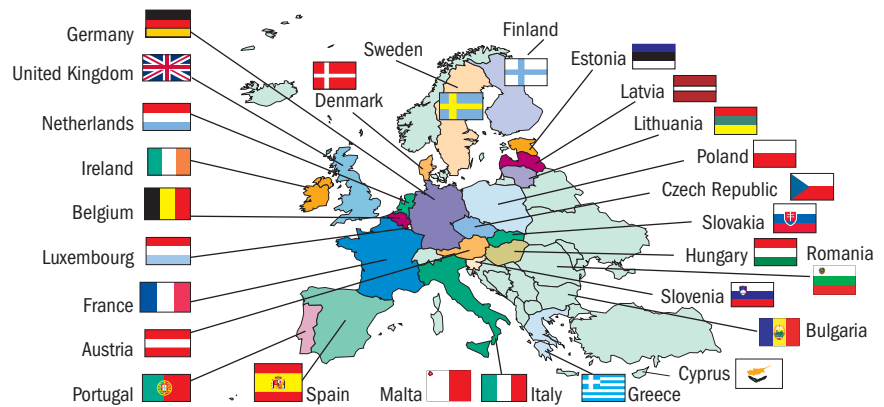 Germany
United Kingdom
Netherlands
Ireland
Belgium
Luxembourg
France
Austria
Portugal
Spain
Denmark
Sweden
Finland
Estonia
Latvia
Lithuania
Poland
Czech Republic
Slovakia
Hungary
Romania
Slovenia
Bulgaria
Cyprus
Malta
Italy
Greece